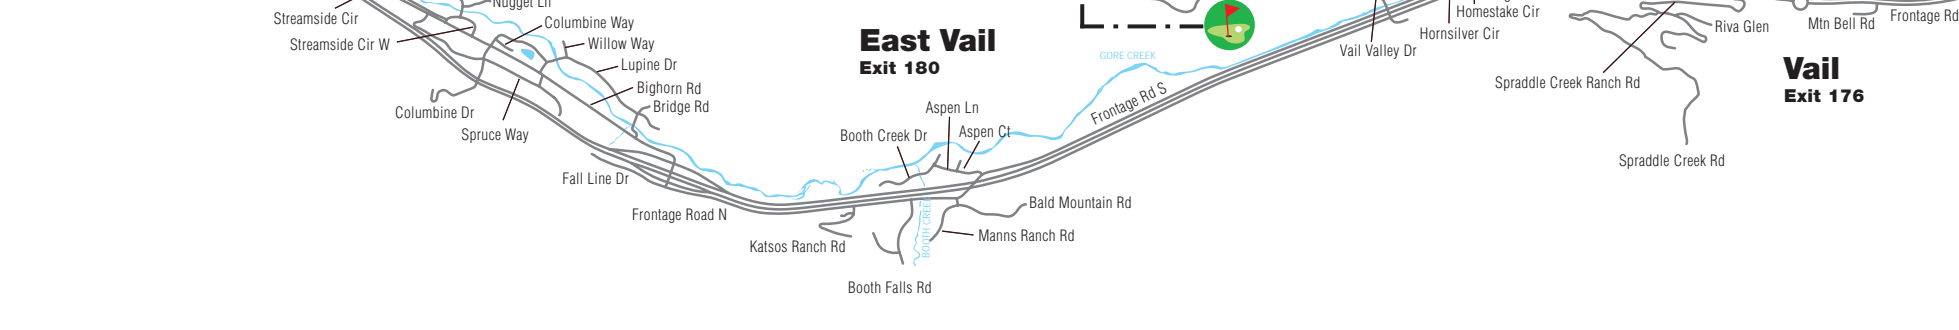 Nugget Ln
Streamside Cir
Columbine Way
Streamside Cir W
Willow Way
Lupine Dr
Bighorn Rd
Bridge Rd
Columbine Dr
Spruce Way
Fall Line Dr
Frontage Road N
East Vail
Exit 180
Aspen Ln
Booth Creek Dr
Aspen Ct
GORE CREEK
Frontage Rd S
Katsos Ranch Rd
BOOTH CREEK
Bald Mountain Rd
Manns Ranch Rd
Booth Falls Rd
Homestake Cir
Hornsilver Cir
Vail Valley Dr
Riva Glen
Mtn Bell Rd
Frontage Rd
Spraddle Creek Ranch Rd
Vail
Exit 176
Spraddle Creek Rd